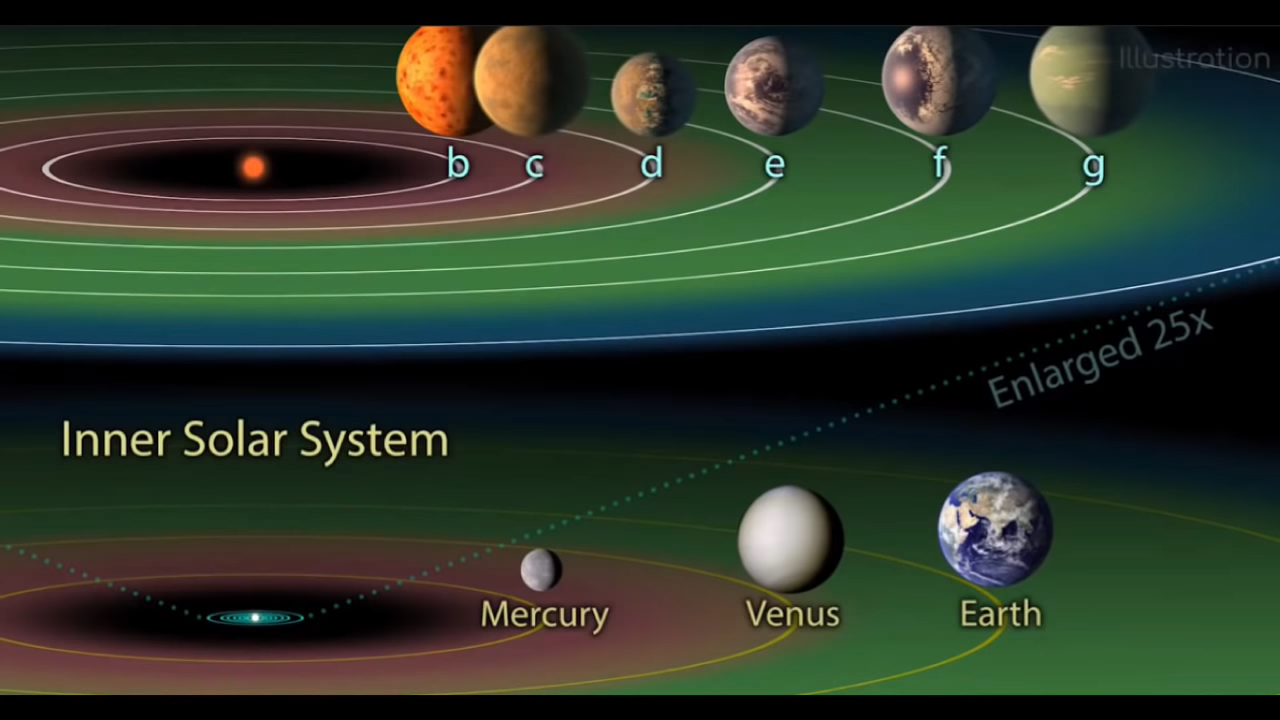 Illustration
b c d e f g
Enlarged 25x
Inner Solar System
Mercury Venus Earth